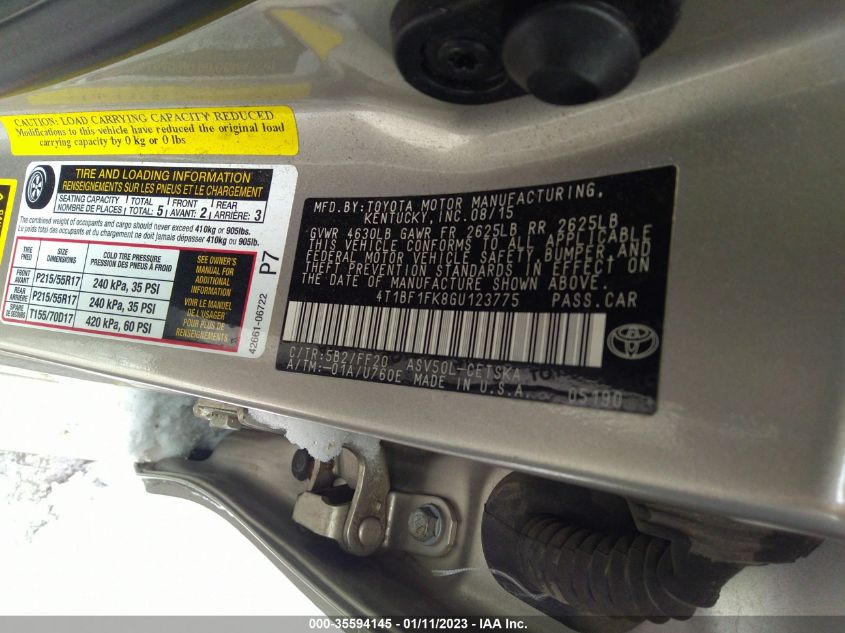 CAUTION: LOAD CARRYING CAPACITY REDUCED
Modifications to this vehicle have reduced the original load
carrying capacity by 0 kg or 0 lbs
TIRE AND LOADING INFORMATION
RENSEIGNEMENTS SUR LES PNEUS ET LE CHARGEMENT
SEATING CAPACITY TOTAL 5 FRONT 2 REAR 3
NOMBRE DE PLACES TOTAL AVANT: ARRIÈRE:
The combined weight of occupants and cargo should never exceed 410kg or 905lbs.
Le poids total des occupants et du chargement ne doit jamais dépasser 410kg ou 905lb.
TIRE PNEU SIZE DIMENSIONS COLD TIRE PRESSURE PRESSION DES PNEUS À FROID
FRONT AVANT P215/55R17 240 kPa, 35 PSI
REAR ARRIÈRE P215/55R17 240 kPa, 35 PSI
SPARE DE SECOURS T155/70D17 420 kPa, 60 PSI
SEE OWNER'S MANUAL FOR ADDITIONAL INFORMATION
VOIR LE MANUEL DE L'USAGER POUR PLUS DE RENSEIGNEMENTS
P7
42661-06722
MFD.BY:TOYOTA MOTOR MANUFACTURING,
KENTUCKY, INC. 08/15
GVWR 4630LB GAWR FR 2625LB RR 2625LB
THIS VEHICLE CONFORMS TO ALL APPLICABLE
FEDERAL MOTOR VEHICLE SAFETY, BUMPER, AND
THEFT PREVENTION STANDARDS IN EFFECT ON
THE DATE OF MANUFACTURE SHOWN ABOVE.
4T1BF1FK8GU123775 PASS.CAR
C/TR:5B2/FF20 ASV50L-CETSKA
A/TM:-01A/U760E MADE IN U.S.A.
TOYOTA
05190
000-35594145 - 01/11/2023 - IAA Inc.